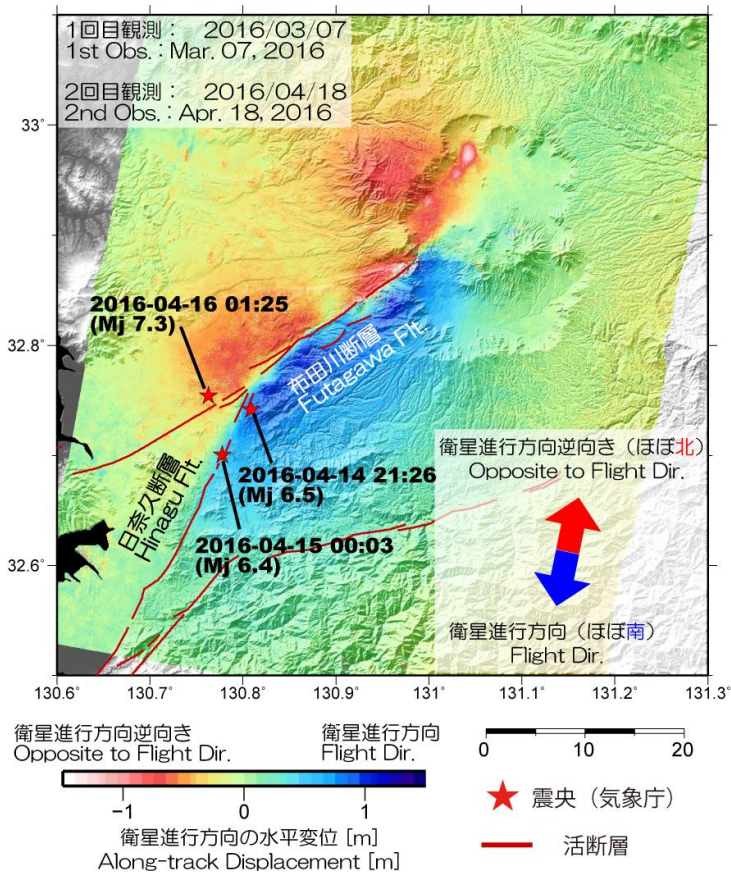 1回目観測： 2016/03/07
1st Obs.: Mar. 07, 2016
2回目観測： 2016/04/18
2nd Obs.: Apr. 18, 2016
33°
32.8°
32.6°
2016-04-16 01:25
(Mj 7.3)
布田川断層
Futagawa Flt.
日奈久断層
Hinagu Flt.
2016-04-14 21:26
(Mj 6.5)
2016-04-15 00:03
(Mj 6.4)
衛星進行方向逆向き（ほぼ北）
Opposite to Flight Dir.
衛星進行方向（ほぼ南）
Flight Dir.
130.6° 130.7° 130.8° 130.9° 131° 131.1° 131.2° 131.3°
衛星進行方向逆向き
Opposite to Flight Dir.
衛星進行方向
Flight Dir.
−1 0 1
衛星進行方向の水平変位 [m]
Along-track Displacement [m]
0 10 20
震央（気象庁）
活断層